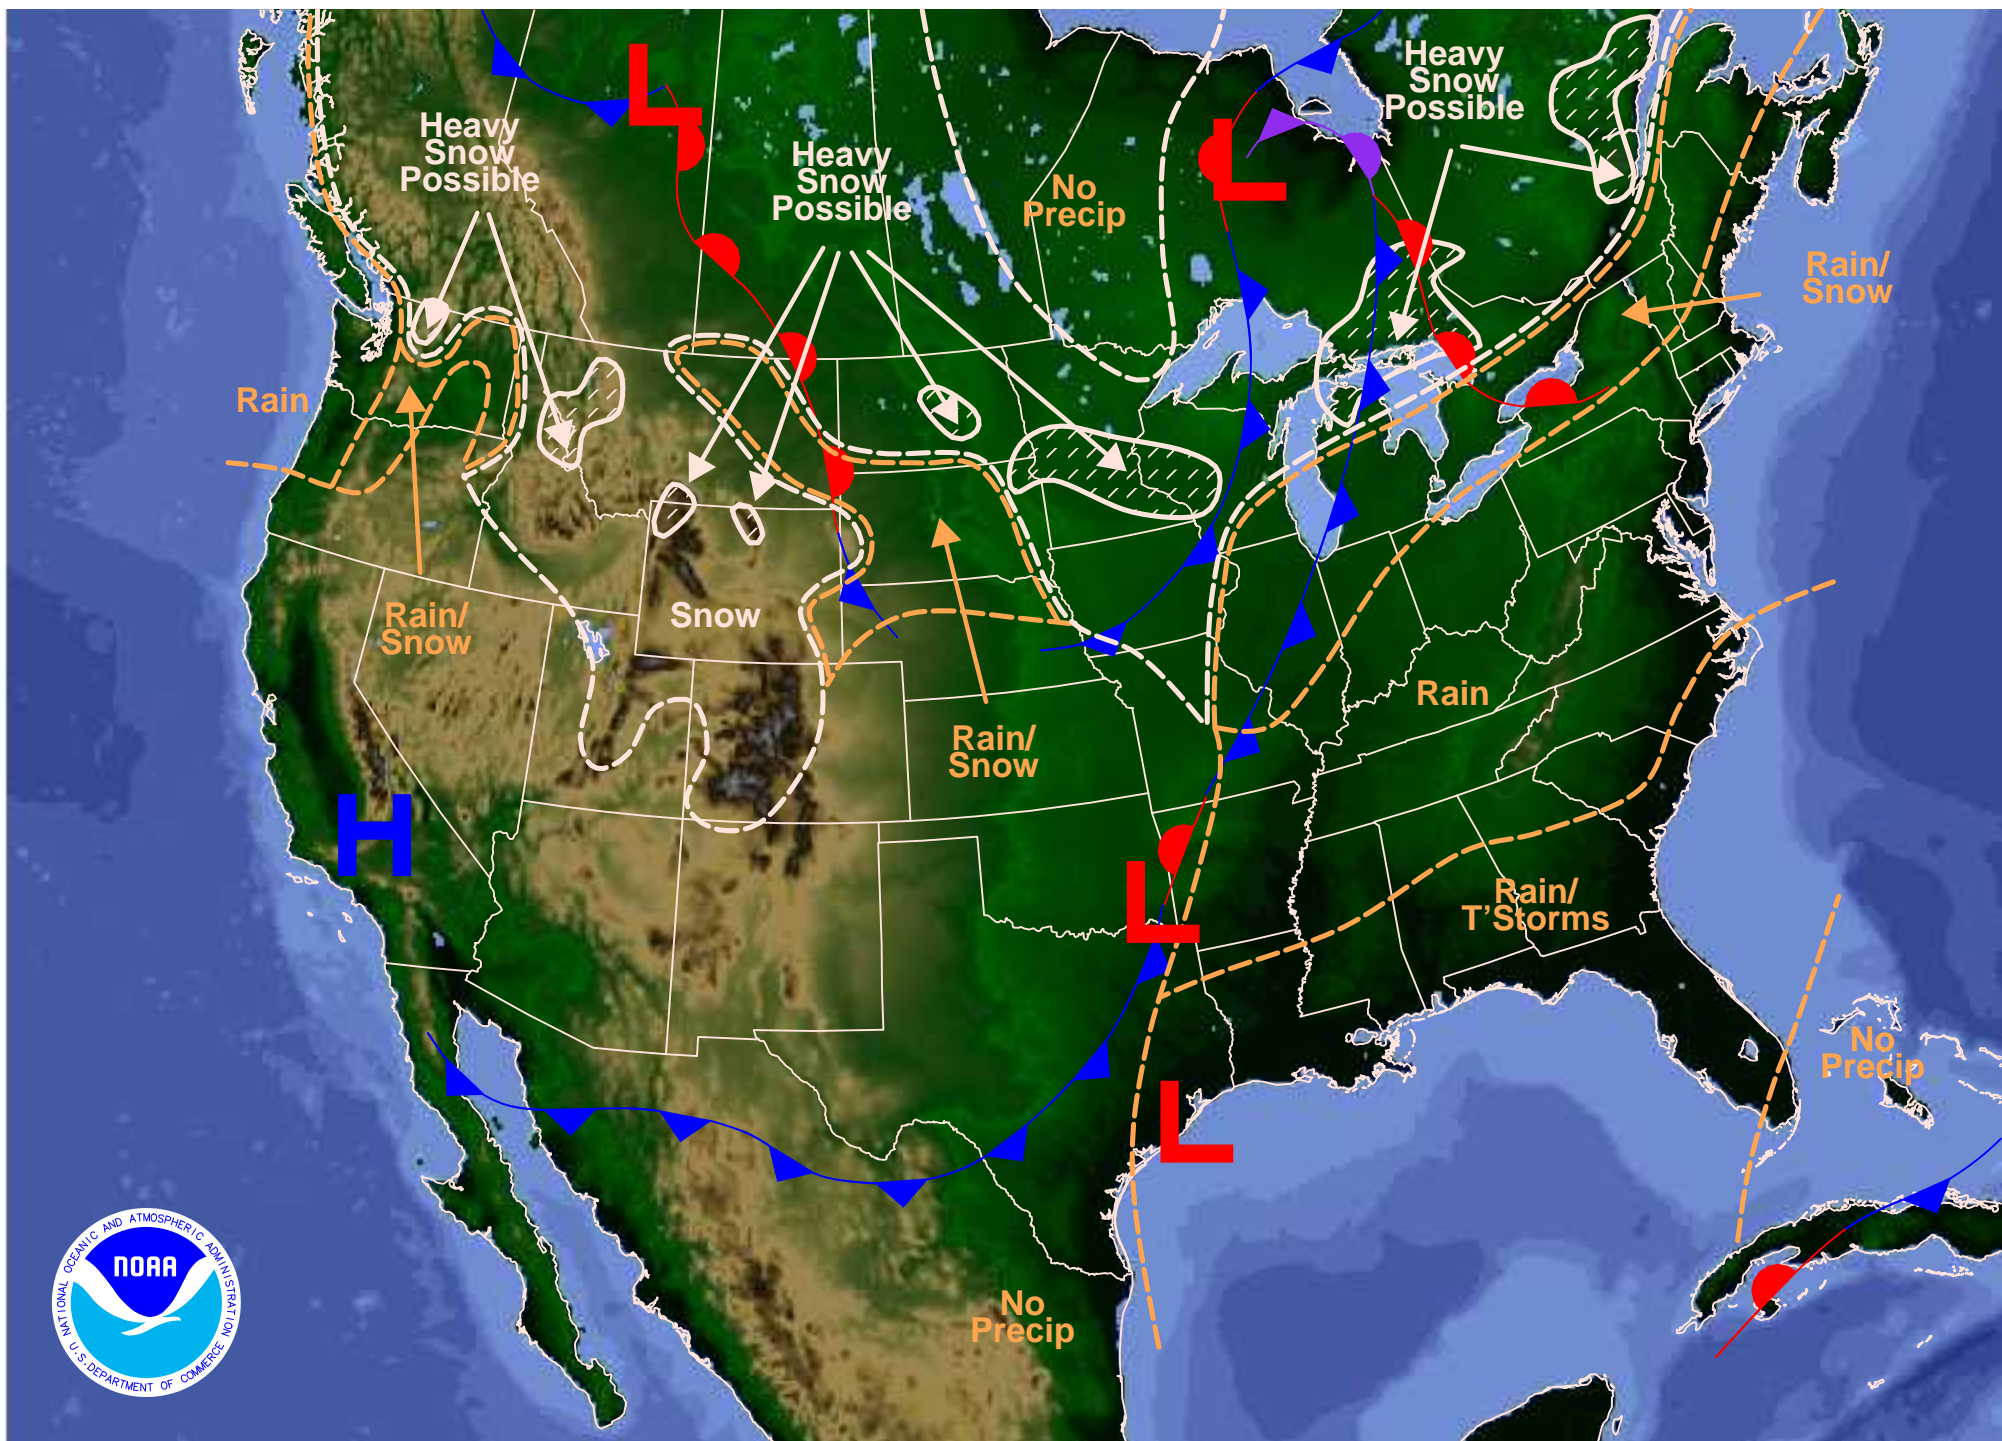 Heavy
Snow
Possible
L
Heavy
Snow
Possible
Heavy
Snow
Possible
L
No
Precip
Rain/
Snow
Rain
Rain/
Snow
Snow
Rain/
Snow
Rain
H
L
Rain/
T'Storms
No
Precip
L
No
Precip
NATIONAL OCEANIC AND ATMOSPHERIC ADMINISTRATION
NOAA
U.S. DEPARTMENT OF COMMERCE